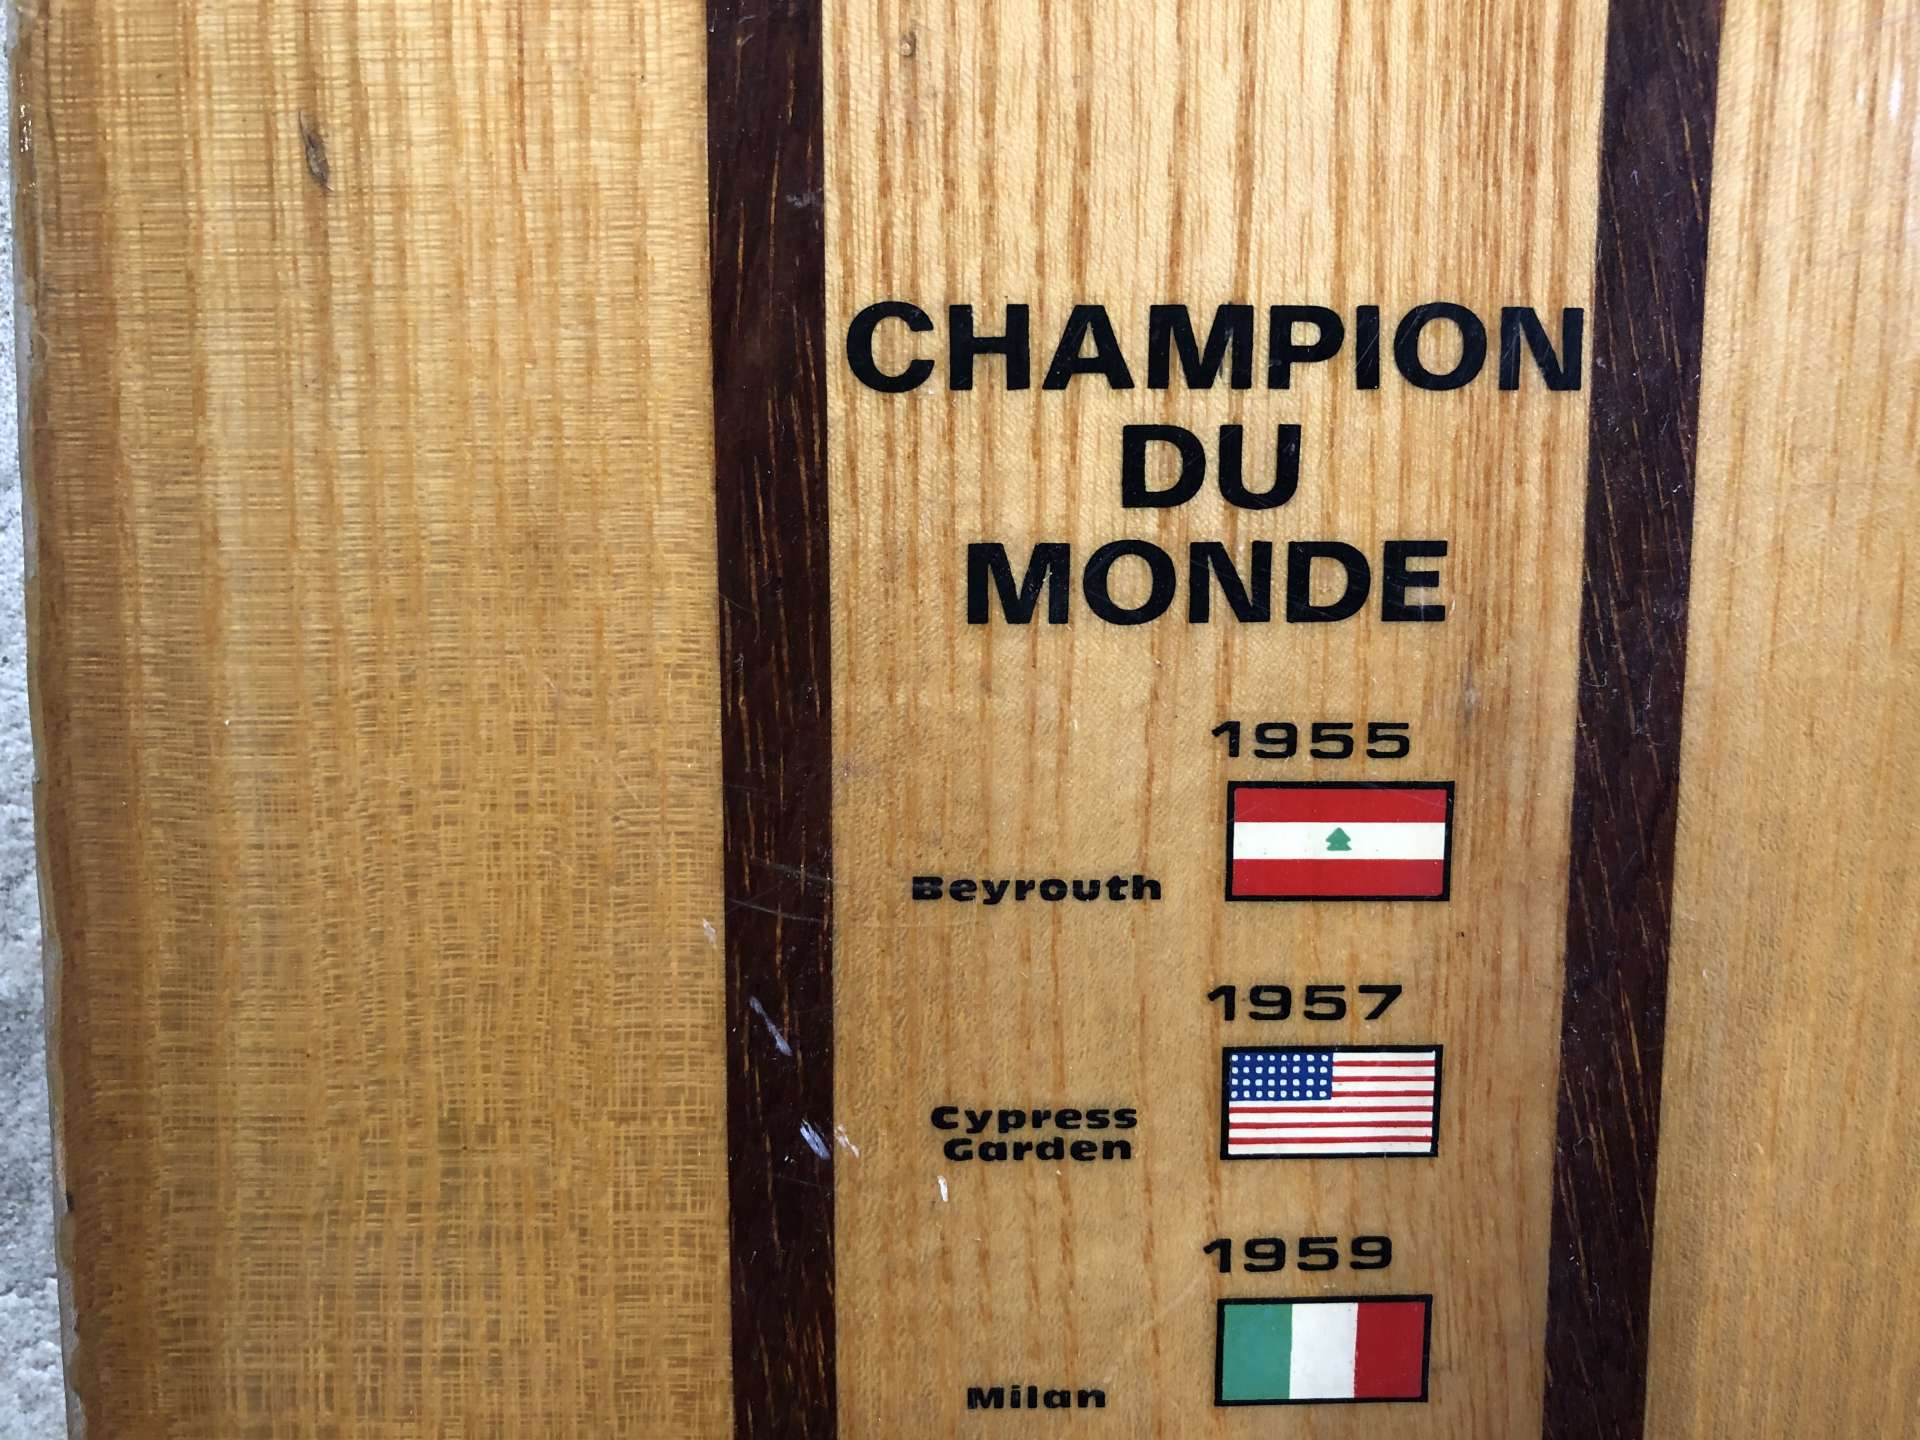 CHAMPION
DU
MONDE
1955
Beyrouth
1957
Cypress
Garden
1959
Milan